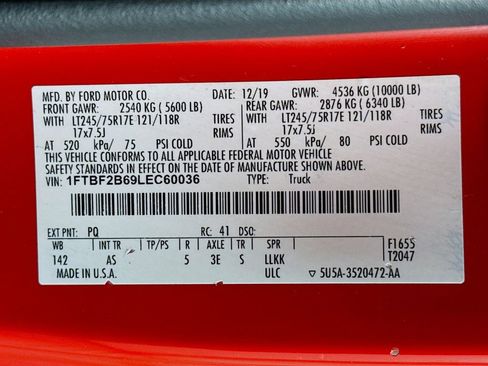 MFD. BY FORD MOTOR CO. DATE: 12/19 GVWR: 4536 KG (10000 LB)
FRONT GAWR: 2540 KG ( 5600 LB) REAR GAWR: 2876 KG ( 6340 LB)
WITH LT245/75R17E 121/118R TIRES WITH LT245/75R17E 121/118R TIRES
17x7.5J RIMS 17x7.5J RIMS
AT 520 kPa/ 75 PSI COLD AT 550 kPa/ 80 PSI COLD
THIS VEHICLE CONFORMS TO ALL APPLICABLE FEDERAL MOTOR VEHICLE
SAFETY STANDARDS IN EFFECT ON THE DATE OF MANUFACTURE SHOWN ABOVE.
VIN: 1FTBF2B69LEC60036 TYPE: Truck
EXT PNT: PQ RC: 41 DSO:
WB INT TR TP/PS R AXLE TR SPR F1655
142 AS 5 3E S LLKK T2047
MADE IN U.S.A. ULC ▽5U5A-3520472-AA